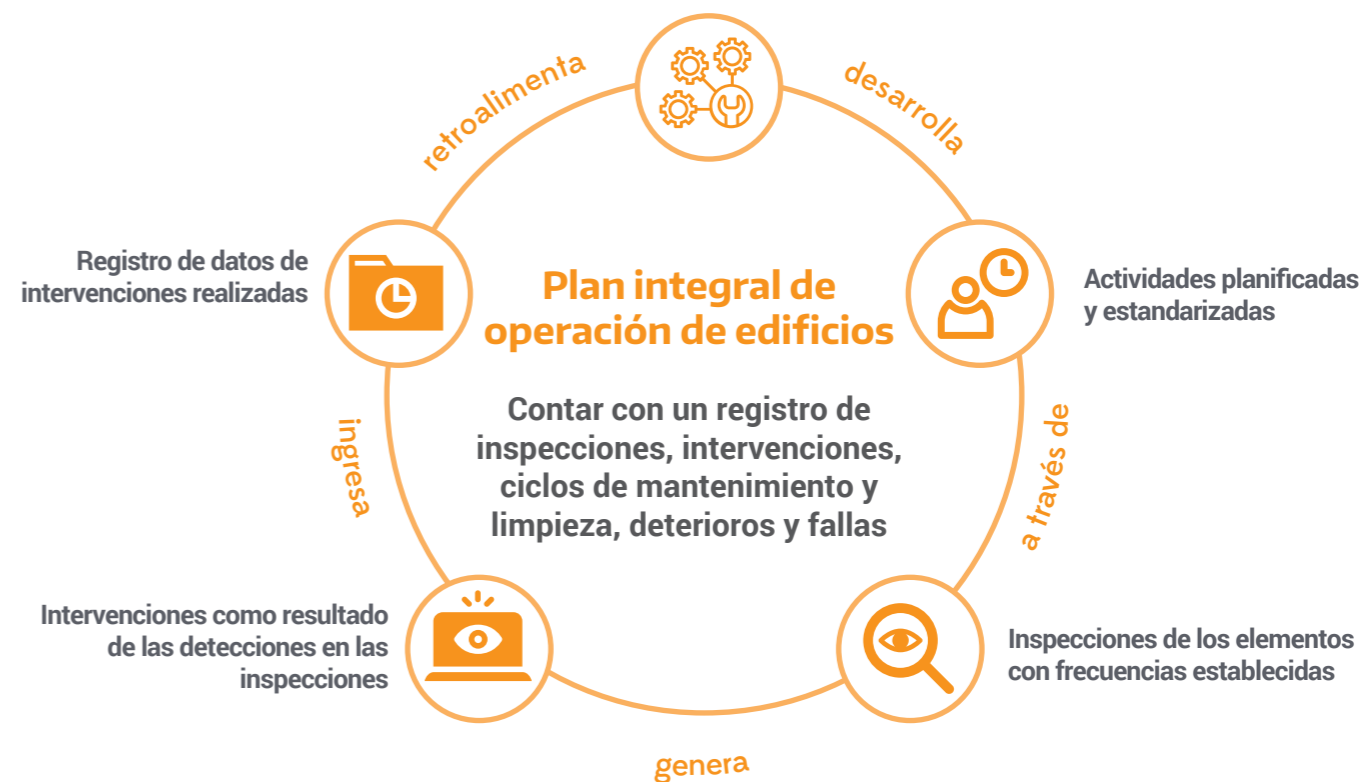 retroalimenta
desarrolla
Registro de datos de
intervenciones realizadas
Plan integral de
operación de edificios
Actividades planificadas
y estandarizadas
Contar con un registro de
inspecciones, intervenciones,
ciclos de mantenimiento y
limpieza, deterioros y fallas
ingresa
a través de
Intervenciones como resultado
de las detecciones en las
inspecciones
Inspecciones de los elementos
con frecuencias establecidas
genera